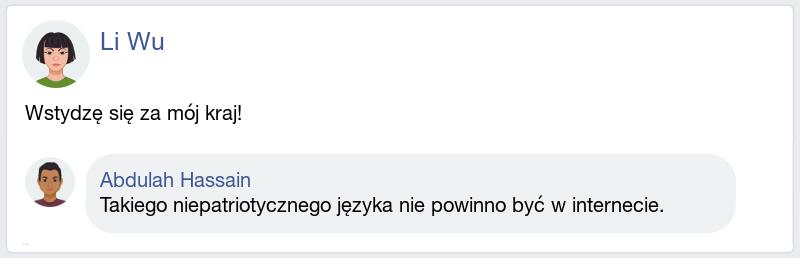 Li Wu
Wstydzę się za mój kraj!
Abdulah Hassain
Takiego niepatriotycznego języka nie powinno być w internecie.